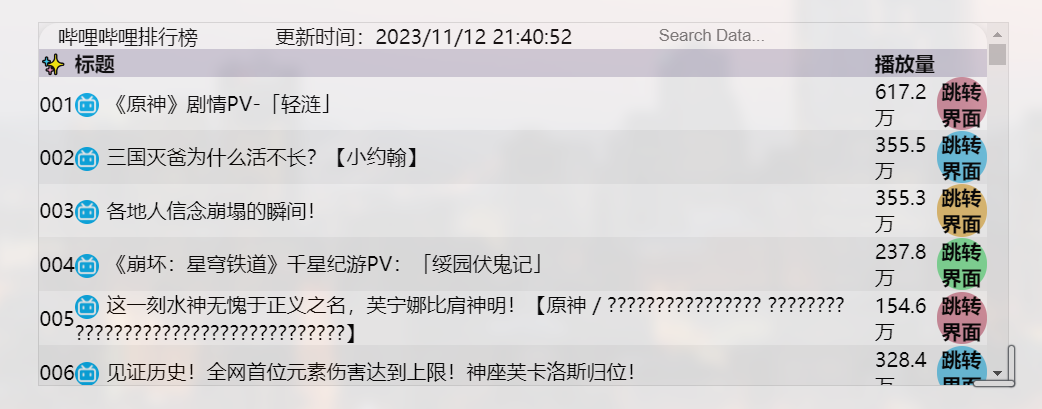 哔哩哔哩排行榜 更新时间：2023/11/12 21:40:52 Search Data...
标题 播放量
001 《原神》剧情PV-「轻涟」 617.2万 跳转界面
002 三国灭爸为什么活不长？【小约翰】 355.5万 跳转界面
003 各地人信念崩塌的瞬间！ 355.3万 跳转界面
004 《崩坏：星穹铁道》千星纪游PV：「绥园伏鬼记」 237.8万 跳转界面
005 这一刻水神无愧于正义之名，芙宁娜比肩神明！【原神 / ???????????????? ????????
????????????????????????????】 154.6万 跳转界面
006 见证历史！全网首位元素伤害达到上限！神座芙卡洛斯归位！ 328.4万 跳转界面